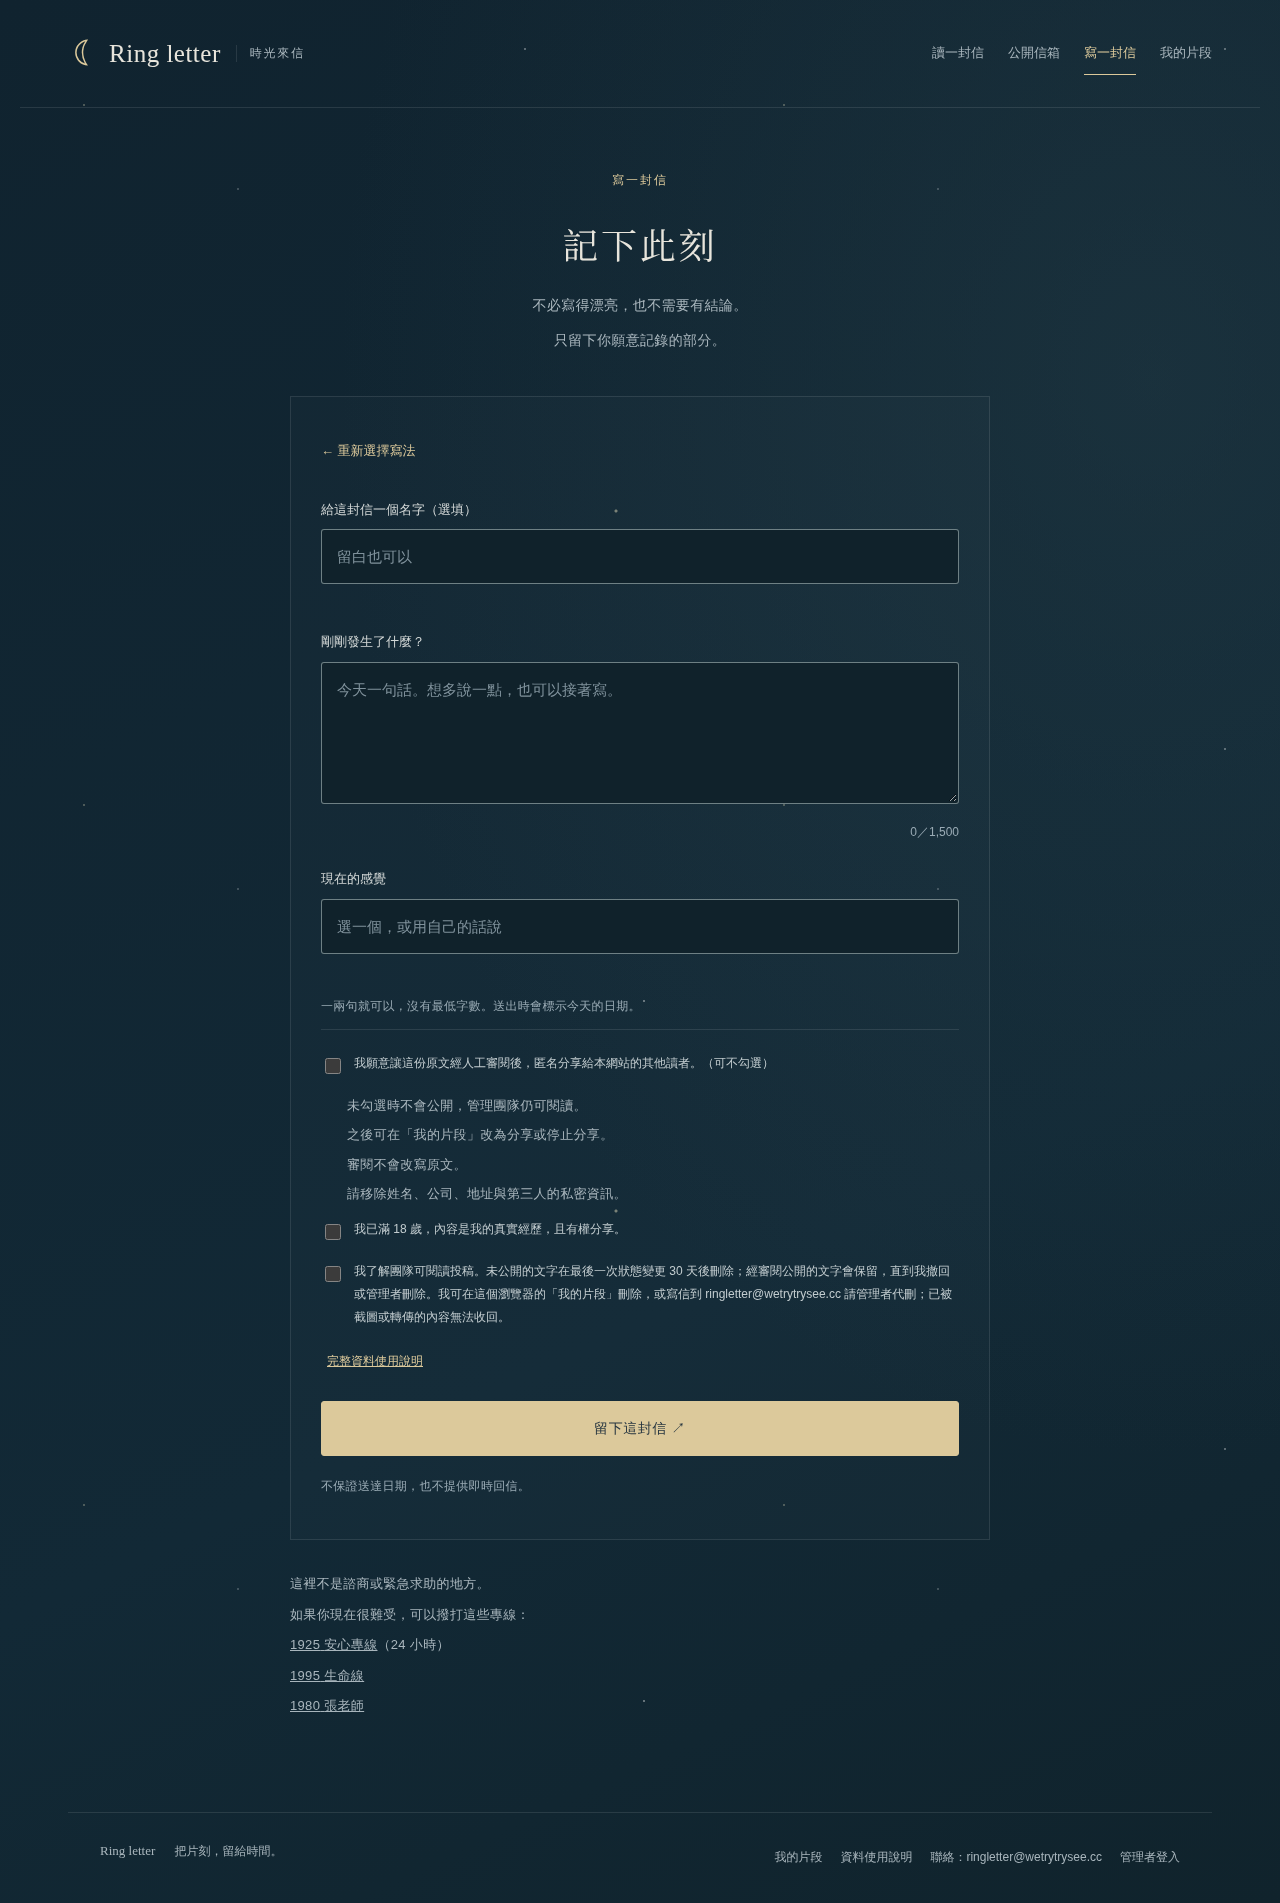 Ring letter
時光來信
讀一封信
公開信箱
寫一封信
我的片段
寫一封信
記下此刻
不必寫得漂亮，也不需要有結論。
只留下你願意記錄的部分。
← 重新選擇寫法
給這封信一個名字（選填）
留白也可以
剛剛發生了什麼？
今天一句話。想多說一點，也可以接著寫。
0／1,500
現在的感覺
選一個，或用自己的話說
一兩句就可以，沒有最低字數。送出時會標示今天的日期。
我願意讓這份原文經人工審閱後，匿名分享給本網站的其他讀者。（可不勾選）
未勾選時不會公開，管理團隊仍可閱讀。
之後可在「我的片段」改為分享或停止分享。
審閱不會改寫原文。
請移除姓名、公司、地址與第三人的私密資訊。
我已滿 18 歲，內容是我的真實經歷，且有權分享。
我了解團隊可閱讀投稿。未公開的文字在最後一次狀態變更 30 天後刪除；經審閱公開的文字會保留，直到我撤回
或管理者刪除。我可在這個瀏覽器的「我的片段」刪除，或寫信到 ringletter@wetrytrysee.cc 請管理者代刪；已被
截圖或轉傳的內容無法收回。
完整資料使用說明
留下這封信 ↗
不保證送達日期，也不提供即時回信。
這裡不是諮商或緊急求助的地方。
如果你現在很難受，可以撥打這些專線：
1925 安心專線（24 小時）
1995 生命線
1980 張老師
Ring letter
把片刻，留給時間。
我的片段
資料使用說明
聯絡：ringletter@wetrytrysee.cc
管理者登入